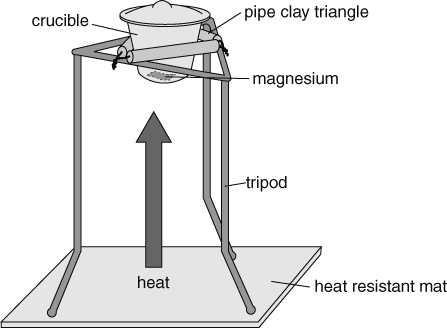 crucible
pipe clay triangle
magnesium
tripod
heat
heat resistant mat